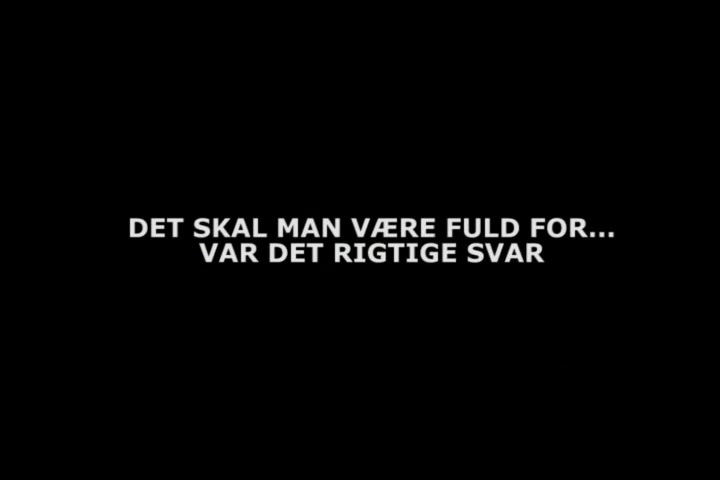 DET SKAL MAN VÆRE FULD FOR...
VAR DET RIGTIGE SVAR